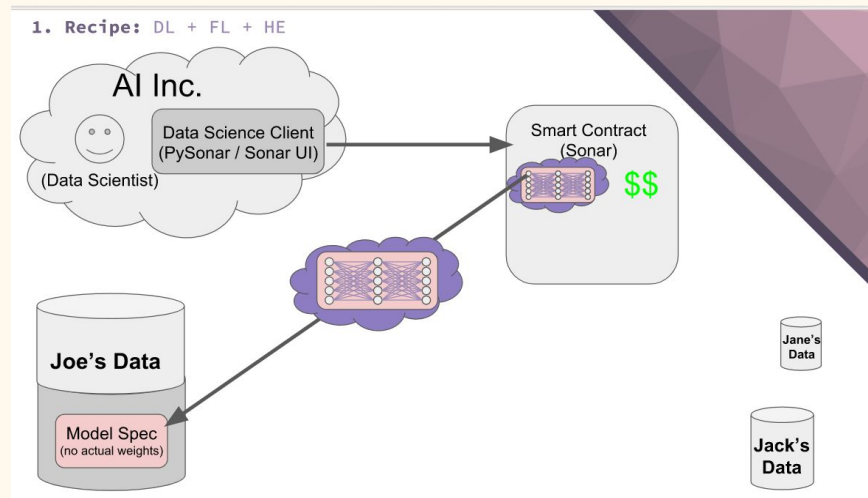 1. Recipe: DL + FL + HE
AI Inc.
Data Science Client
(PySonar / Sonar UI)
(Data Scientist)
Smart Contract
(Sonar)
$$
Joe's Data
Model Spec
(no actual weights)
Jane's
Data
Jack's
Data